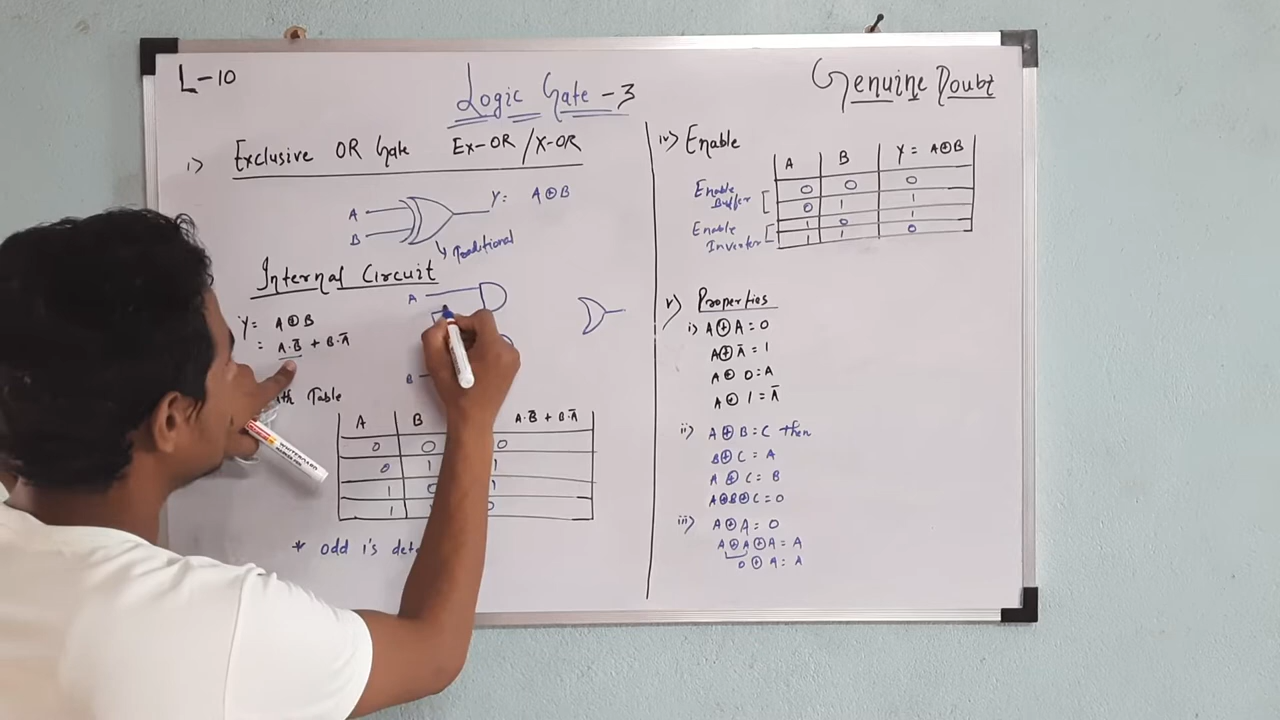 L-10
Logic Gate -3
Genuine Doubt
i) Exclusive OR Gate Ex-OR / X-OR
A
B
Y = A⊕B
↳ Traditional
Internal Circuit
A
Y = A⊕B
= A.B̅ + B.A̅
B
Table
A B A.B̅ + B.A̅
0 0 0
0 1 1
1 0 1
1 0
* odd 1's
iv) Enable
A B Y = A⊕B
Enable Buffer
0 0 0
0 1 1
Enable Inverter
1 0 1
1 1 0
v) Properties
i) A⊕A = 0
A⊕A̅ = 1
A⊕0 = A
A⊕1 = A̅
ii) A⊕B = C then
B⊕C = A
A⊕C = B
A⊕B⊕C = 0
iii) A⊕A = 0
A⊕A⊕A = A
0⊕A = A
WHITEBOARD MARKER PEN